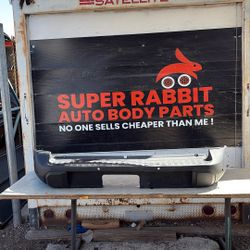 SATELLITE
SUPER RABBIT
AUTO BODY PARTS
NO ONE SELLS CHEAPER THAN ME !